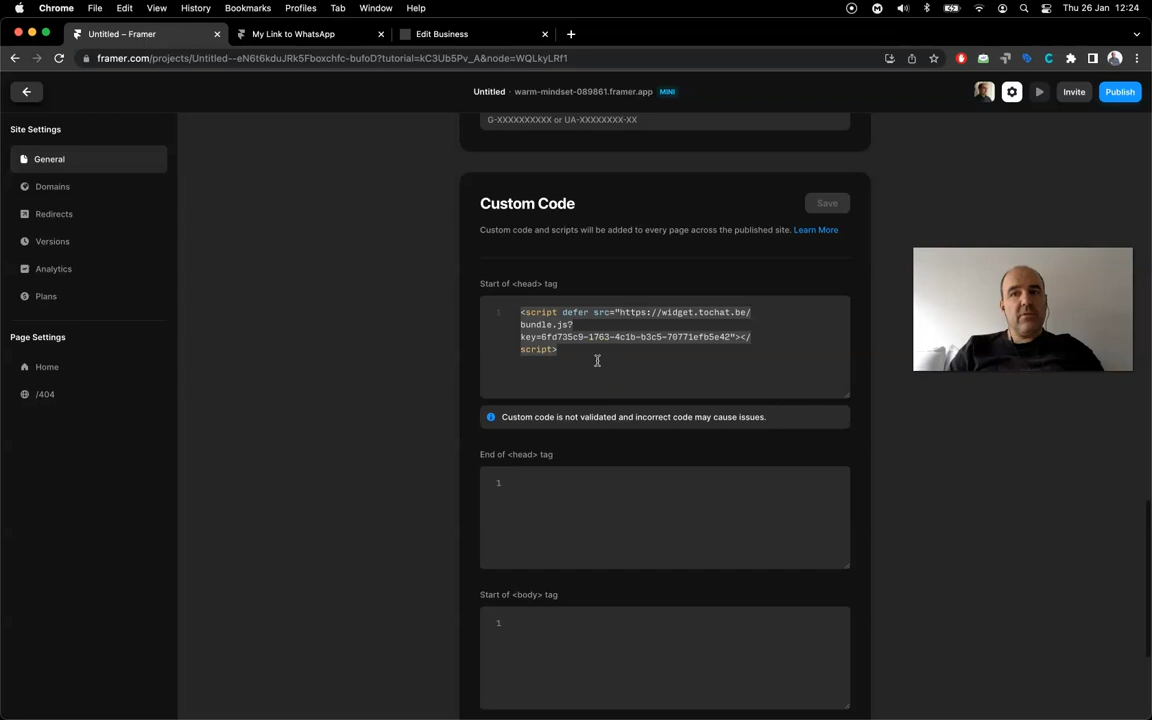 Chrome File Edit View History Bookmarks Profiles Tab Window Help Thu 26 Jan 12:24
Untitled – Framer
My Link to WhatsApp
Edit Business
framer.com/projects/Untitled--eN6t6kduJRk5Fboxchfc-bufoD?tutorial=kC3Ub5Pv_A&node=WQLkyLRf1
Untitled · warm-mindset-089861.framer.app MINI
Invite
Publish
Site Settings
General
Domains
Redirects
Versions
Analytics
Plans
Page Settings
Home
/404
G-XXXXXXXXXX or UA-XXXXXXXX-XX
Custom Code
Save
Custom code and scripts will be added to every page across the published site. Learn More
Start of <head> tag
1 <script defer src="https://widget.tochat.be/
bundle.js?
key=6fd735c9-1763-4c1b-b3c5-70771efb5e42"></
script>
Custom code is not validated and incorrect code may cause issues.
End of <head> tag
1
Start of <body> tag
1